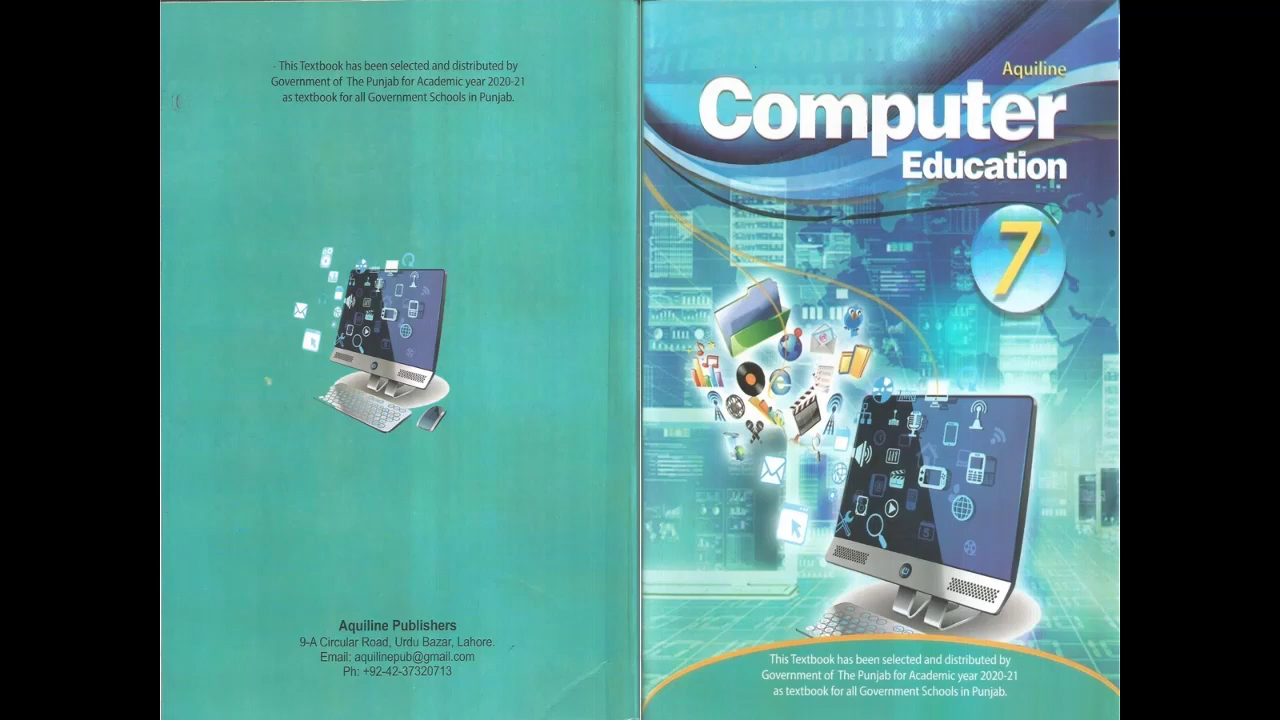 This Textbook has been selected and distributed by
Government of The Punjab for Academic year 2020-21
as textbook for all Government Schools in Punjab.
Aquiline Publishers
9-A Circular Road, Urdu Bazar, Lahore.
Email: aquilinepub@gmail.com
Ph: +92-42-37320713
Aquiline
Computer
Education
7
This Textbook has been selected and distributed by
Government of The Punjab for Academic year 2020-21
as textbook for all Government Schools in Punjab.